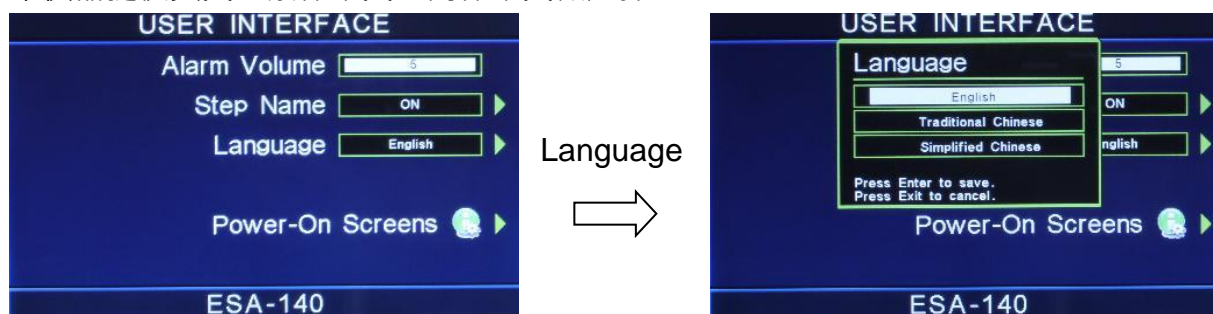 USER INTERFACE
Alarm Volume 5
Step Name ON
Language English
Power-On Screens
ESA-140
Language
USER INTERFACE
Language
5
English
ON
Traditional Chinese
Simplified Chinese
nglish
Press Enter to save.
Press Exit to cancel.
Power-On Screens
ESA-140